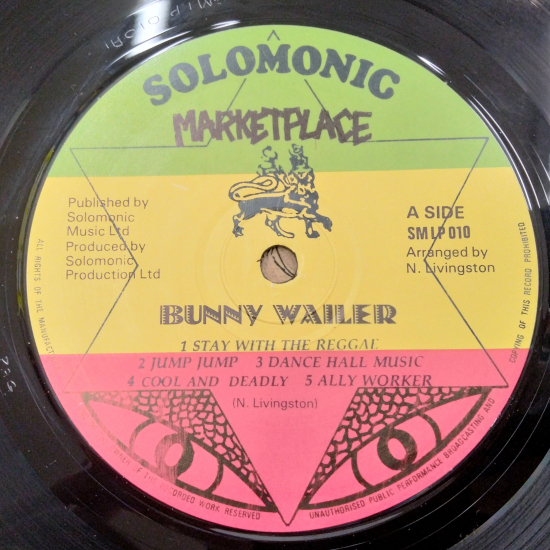 SOLOMONIC
MARKETPLACE
Published by
Solomonic
Music Ltd
Produced by
Solomonic
Production Ltd
A SIDE
SM LP 010
Arranged by
N. Livingston
BUNNY WAILER
1 STAY WITH THE REGGAE
2 JUMP JUMP 3 DANCE HALL MUSIC
4 COOL AND DEADLY 5 ALLY WORKER
(N. Livingston)
ALL RIGHTS OF THE
RECORDED WORK RESERVED
UNAUTHORISED PUBLIC PERFORMANCE BROADCASTING AND
COPYING OF THIS RECORD PROHIBITED